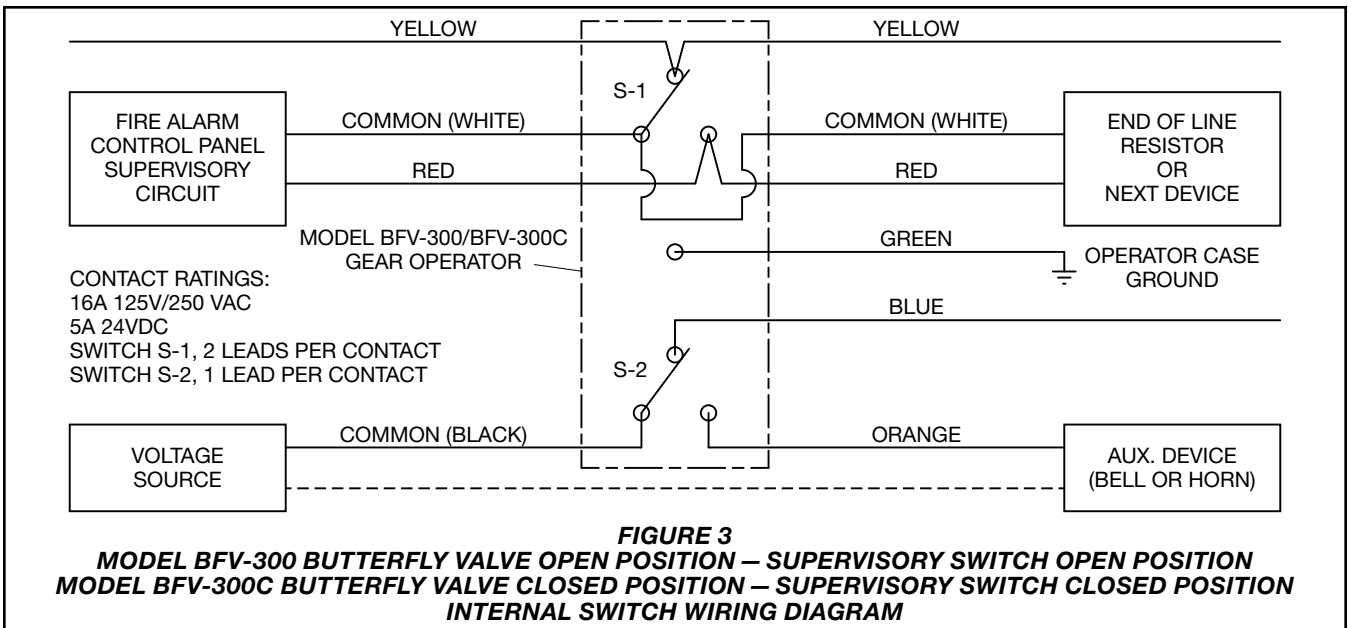 YELLOW
YELLOW
S-1
FIRE ALARM
CONTROL PANEL
SUPERVISORY
CIRCUIT
COMMON (WHITE)
COMMON (WHITE)
RED
RED
END OF LINE
RESISTOR
OR
NEXT DEVICE
MODEL BFV-300/BFV-300C
GEAR OPERATOR
GREEN
OPERATOR CASE
GROUND
CONTACT RATINGS:
16A 125V/250 VAC
5A 24VDC
SWITCH S-1, 2 LEADS PER CONTACT
SWITCH S-2, 1 LEAD PER CONTACT
BLUE
S-2
VOLTAGE
SOURCE
COMMON (BLACK)
ORANGE
AUX. DEVICE
(BELL OR HORN)
FIGURE 3
MODEL BFV-300 BUTTERFLY VALVE OPEN POSITION — SUPERVISORY SWITCH OPEN POSITION
MODEL BFV-300C BUTTERFLY VALVE CLOSED POSITION — SUPERVISORY SWITCH CLOSED POSITION
INTERNAL SWITCH WIRING DIAGRAM